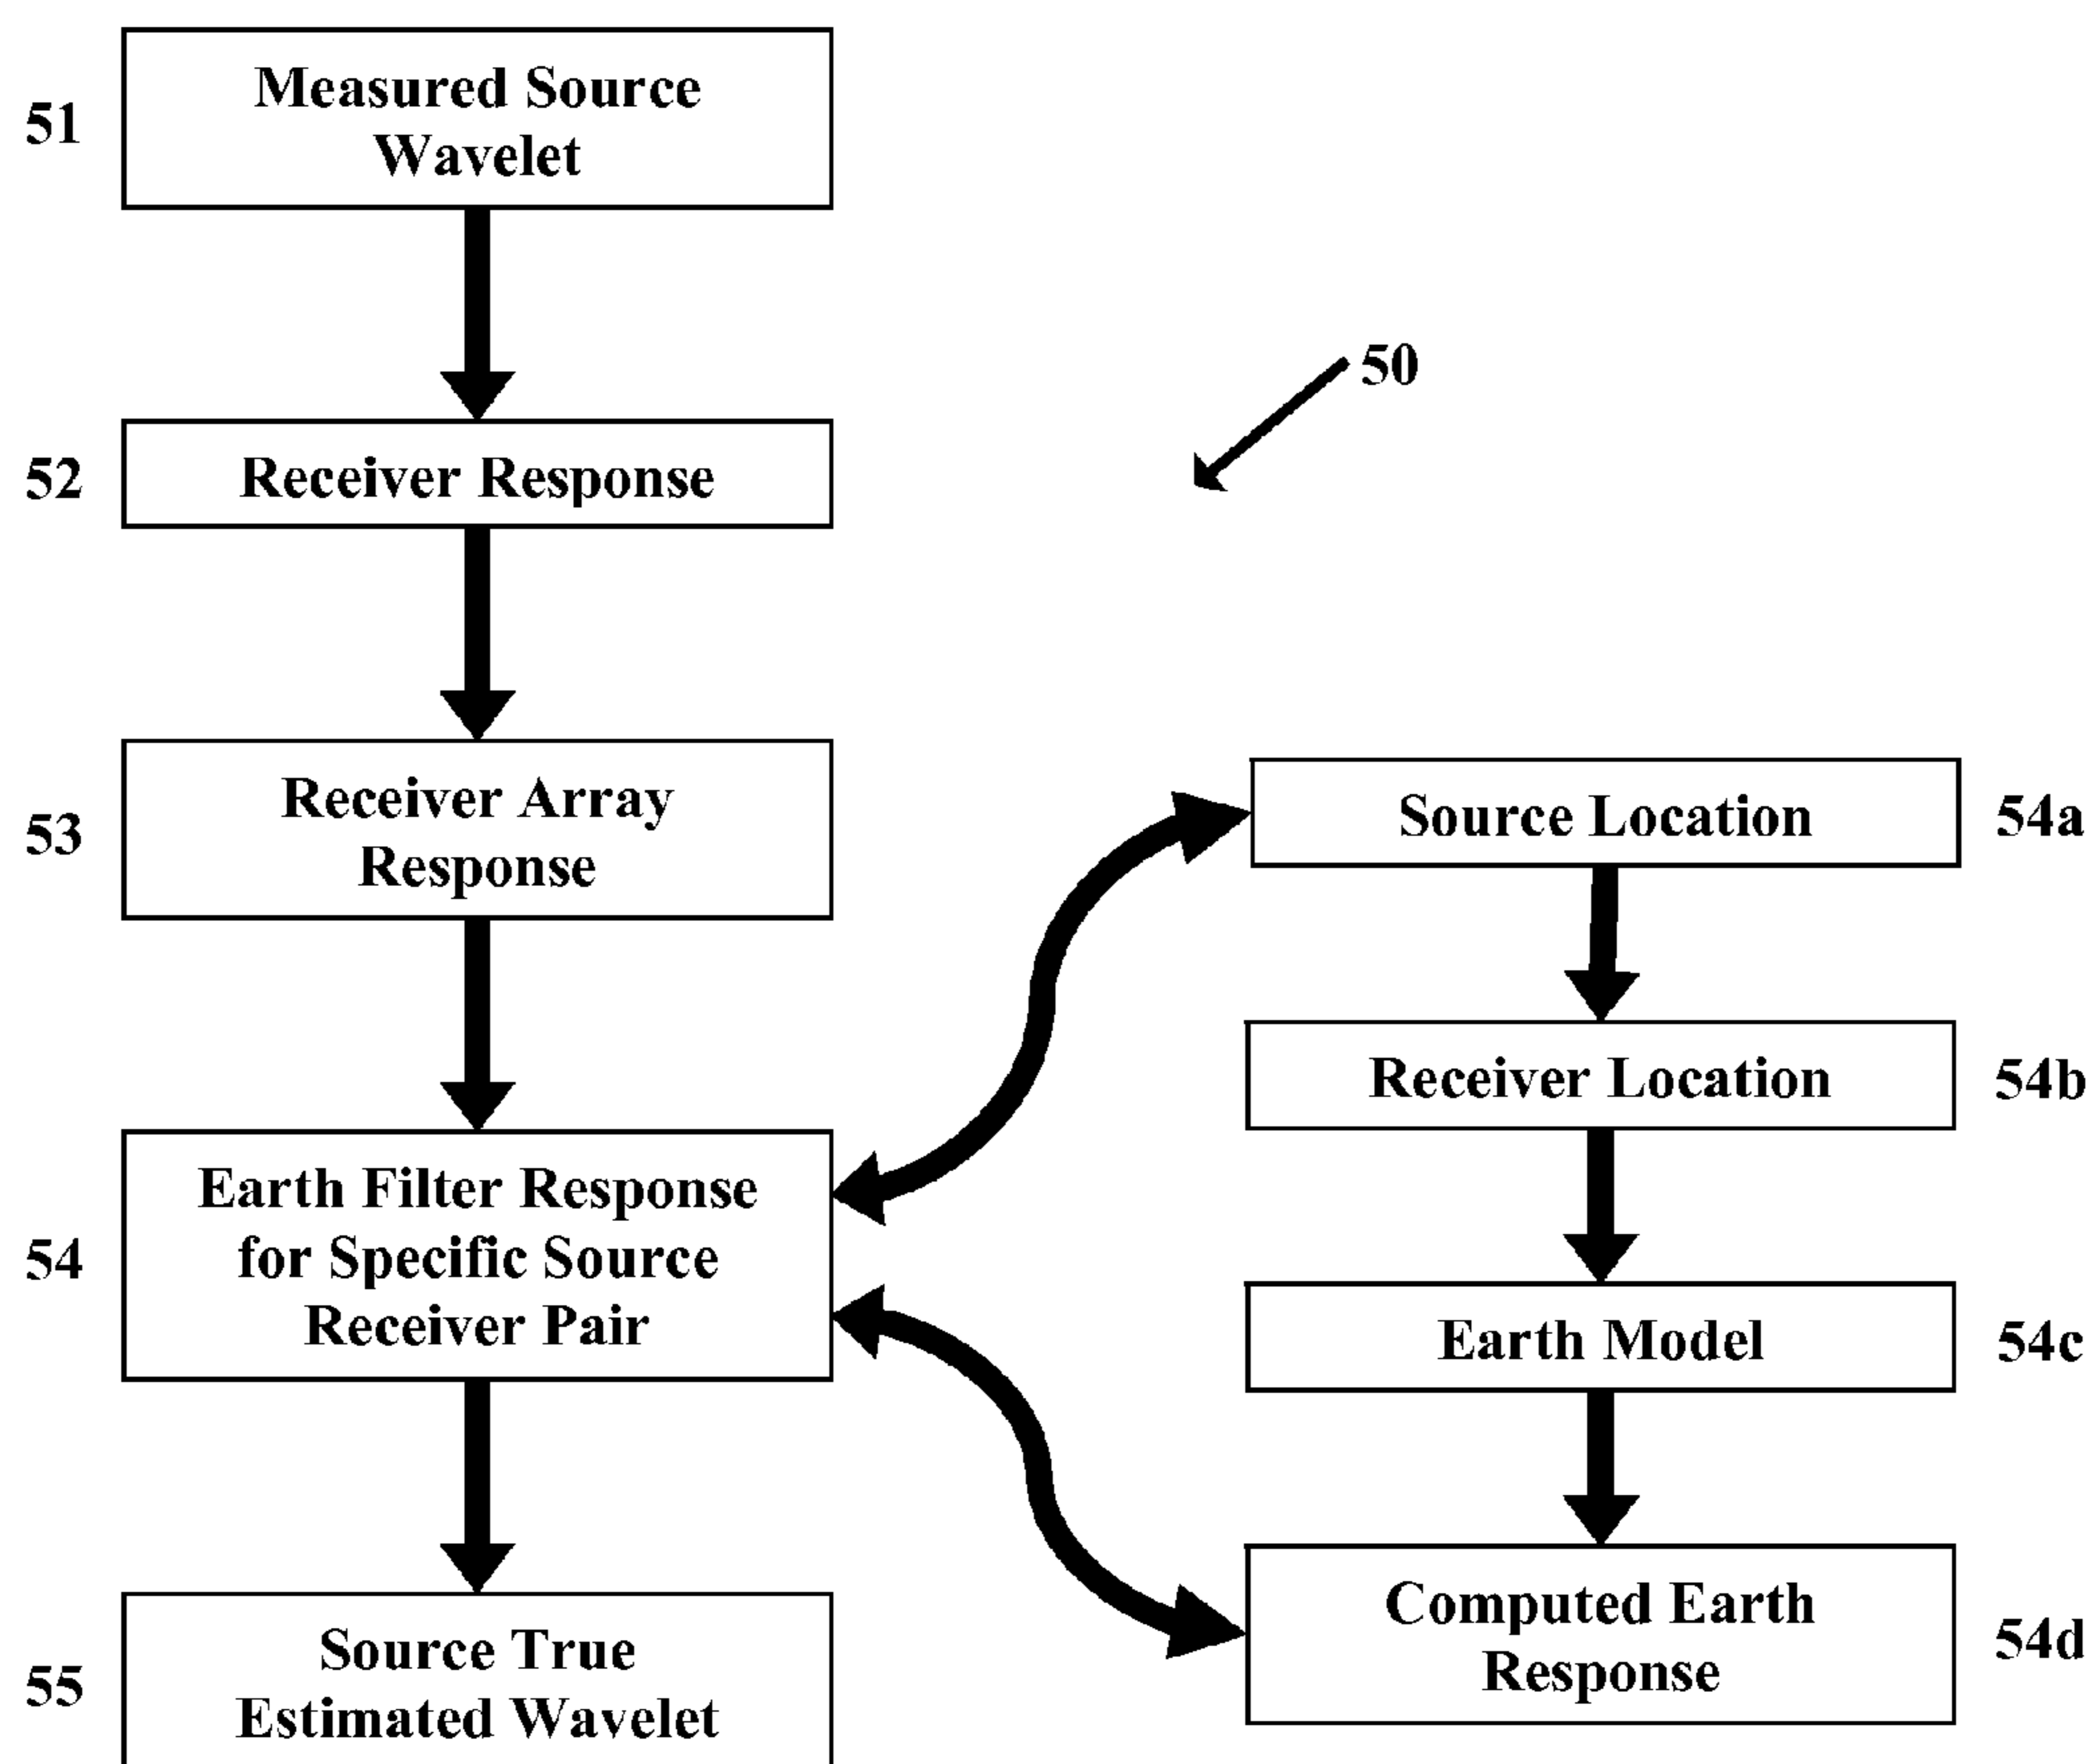 51
Measured Source
Wavelet
50
52
Receiver Response
53
Receiver Array
Response
Source Location
54a
Receiver Location
54b
54
Earth Filter Response
for Specific Source
Receiver Pair
Earth Model
54c
Computed Earth
Response
54d
55
Source True
Estimated Wavelet